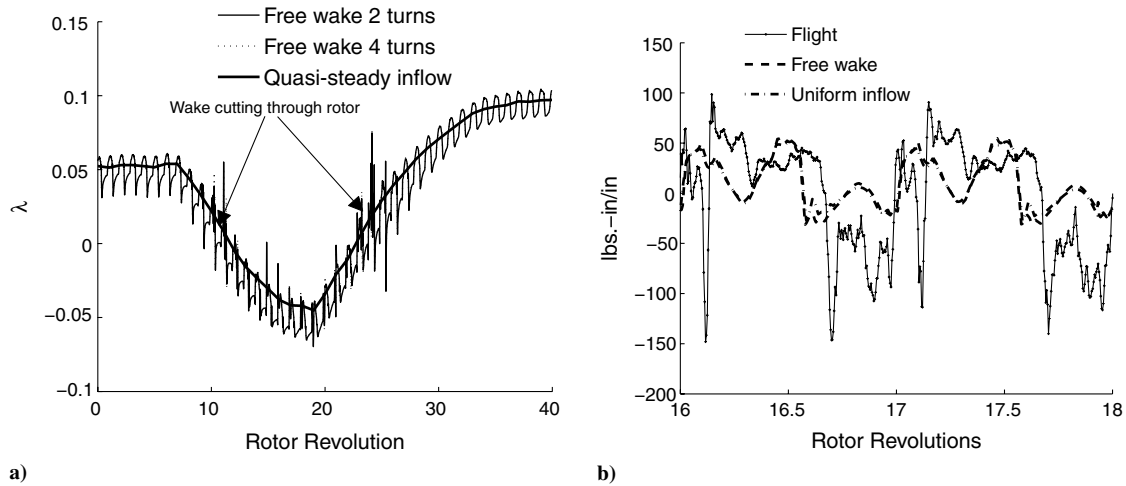 Free wake 2 turns
Free wake 4 turns
Quasi-steady inflow
Wake cutting through rotor
0.15
0.1
0.05
0
−0.05
−0.1
λ
0
10
20
30
40
Rotor Revolution
a)
Flight
Free wake
Uniform inflow
150
100
50
0
−50
−100
−150
−200
lbs.-in/in
16
16.5
17
17.5
18
Rotor Revolutions
b)